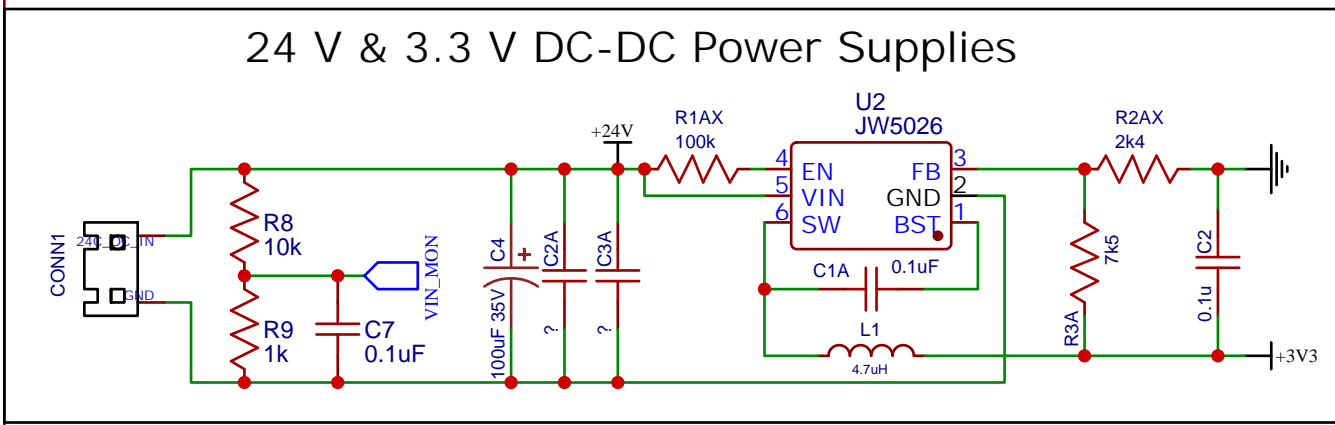 24 V & 3.3 V DC-DC Power Supplies
CONN1
24C_DC_IN
GND
R8
10k
R9
1k
C7
0.1uF
VIN_MON
C4
+
100uF 35V
C2A
?
C3A
?
+24V
R1AX
100k
U2
JW5026
4
EN
5
VIN
6
SW
3
FB
2
GND
1
BST
C1A
0.1uF
L1
4.7uH
R2AX
2k4
R3A
7k5
C2
0.1u
+3V3